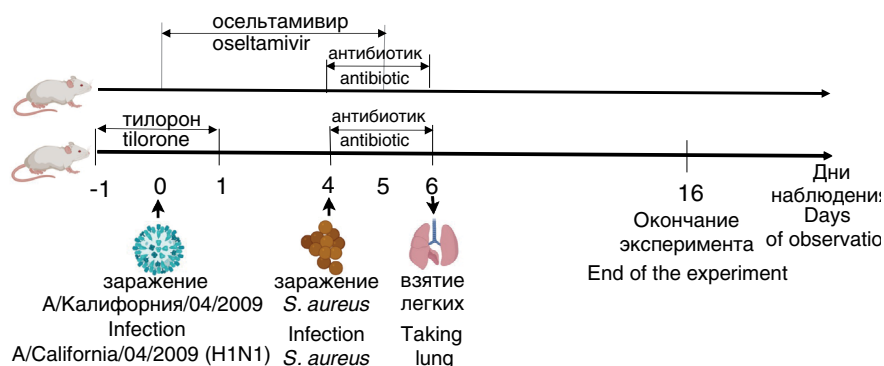 осельтамивир
oseltamivir
антибиотик
antibiotic
тилорон
tilorone
антибиотик
antibiotic
-1 0 1 4 5 6 16
Дни
наблюдения
Days
of observation
заражение
А/Калифорния/04/2009
Infection
A/California/04/2009 (H1N1)
заражение
S. aureus
Infection
S. aureus
взятие
легких
Taking
lung
Окончание
эксперимента
End of the experiment